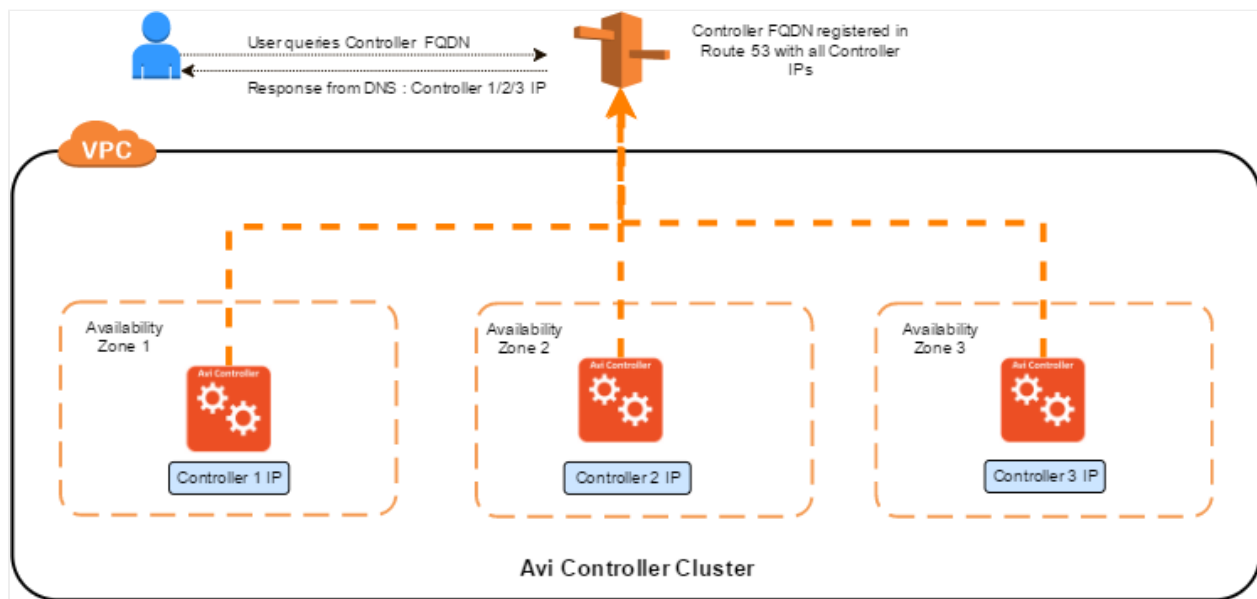 User queries Controller FQDN
Response from DNS : Controller 1/2/3 IP
Controller FQDN registered in
Route 53 with all Controller
IPs
VPC
Availability
Zone 1
Avi Controller
Controller 1 IP
Availability
Zone 2
Avi Controller
Controller 2 IP
Availability
Zone 3
Avi Controller
Controller 3 IP
Avi Controller Cluster